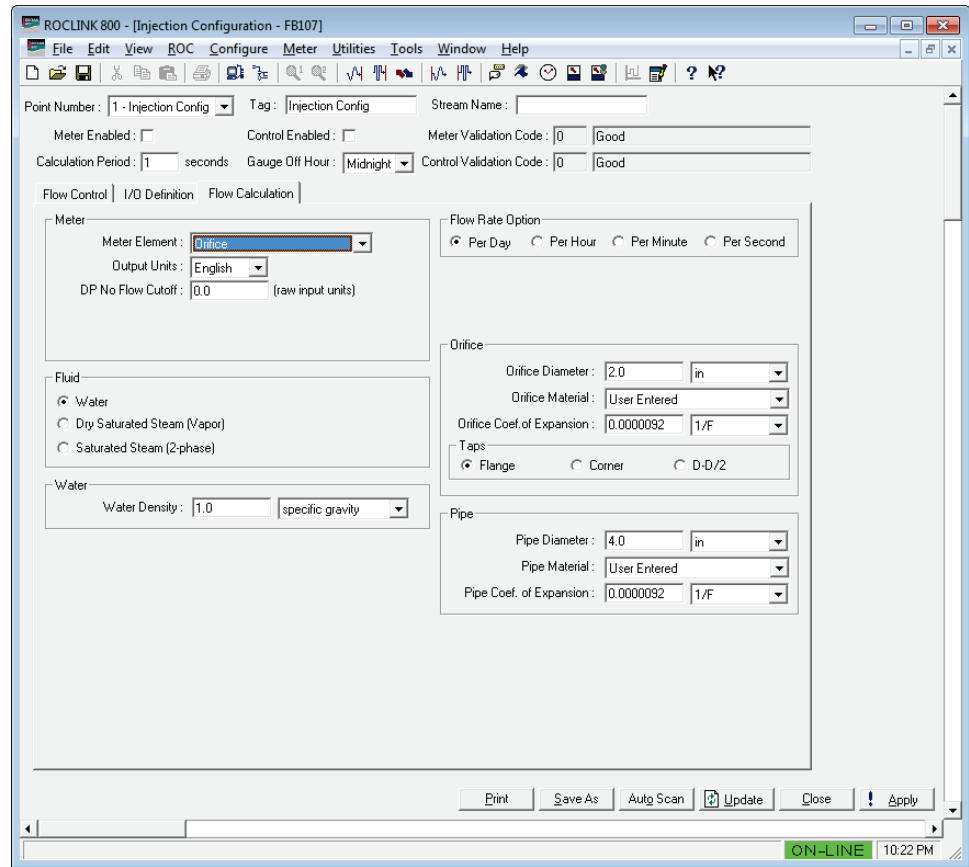 ROCLINK 800 - [Injection Configuration - FB107]
File Edit View ROC Configure Meter Utilities Tools Window Help
Point Number : 1 - Injection Config Tag : Injection Config Stream Name :
Meter Enabled : Control Enabled : Meter Validation Code : 0 Good
Calculation Period : 1 seconds Gauge Off Hour : Midnight Control Validation Code : 0 Good
Flow Control I/O Definition Flow Calculation
Meter
Meter Element : Orifice
Output Units : English
DP No Flow Cutoff : 0.0 (raw input units)
Flow Rate Option
Per Day Per Hour Per Minute Per Second
Fluid
Water
Dry Saturated Steam (Vapor)
Saturated Steam (2-phase)
Water
Water Density : 1.0 specific gravity
Orifice
Orifice Diameter : 2.0 in
Orifice Material : User Entered
Orifice Coef.of Expansion : 0.0000092 1/F
Taps
Flange Corner D-D/2
Pipe
Pipe Diameter : 4.0 in
Pipe Material : User Entered
Pipe Coef. of Expansion : 0.0000092 1/F
Print Save As Auto Scan Update Close ! Apply
ON-LINE 10:22 PM